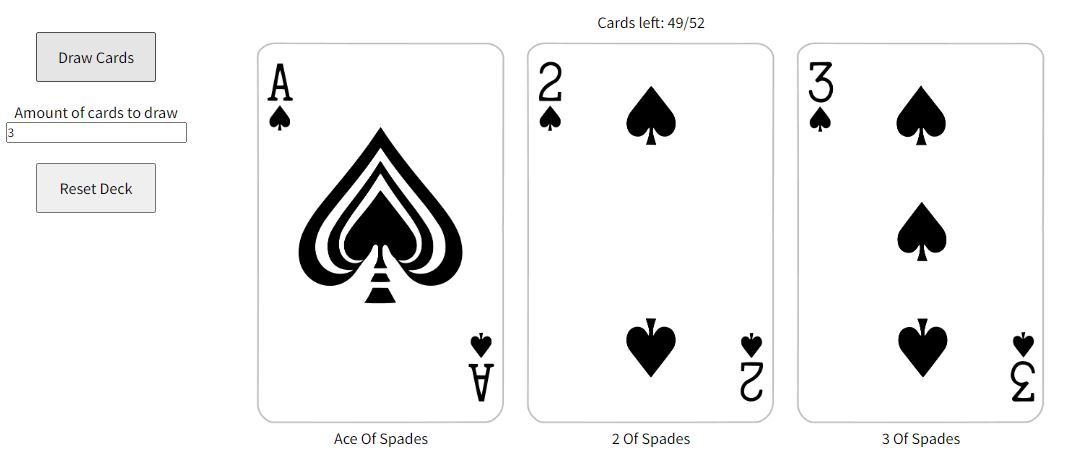 Draw Cards
Amount of cards to draw
3
Reset Deck
Cards left: 49/52
A
A
Ace Of Spades
2
2
2 Of Spades
3
3
3 Of Spades